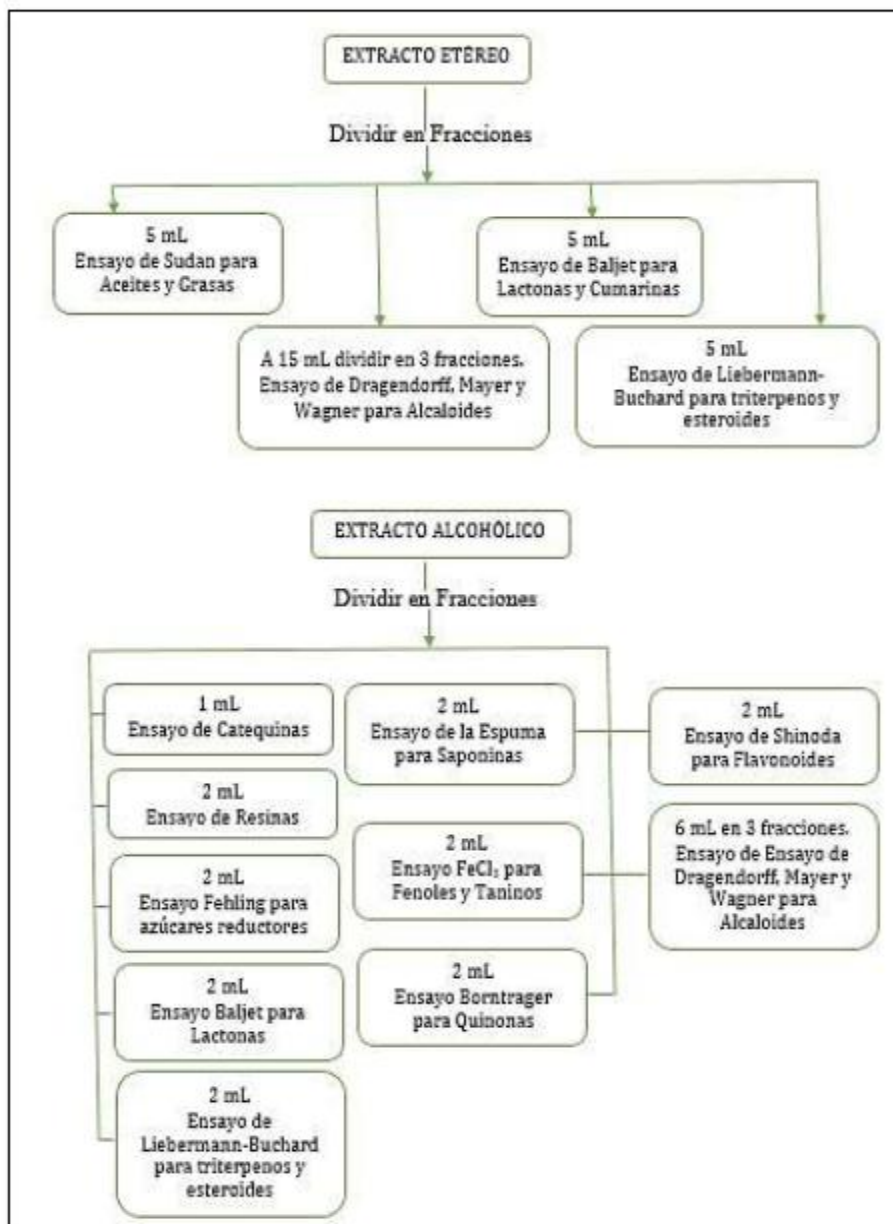 EXTRACTO ETÉREO
Dividir en Fracciones
5 mL
Ensayo de Sudan para
Aceites y Grasas
5 mL
Ensayo de Baljet para
Lactonas y Cumarinas
A 15 mL dividir en 3 fracciones.
Ensayo de Dragendorff, Mayer y
Wagner para Alcaloides
5 mL
Ensayo de Liebermann-
Buchard para triterpenos y
esteroides
EXTRACTO ALCOHÓLICO
Dividir en Fracciones
1 mL
Ensayo de Catequinas
2 mL
Ensayo de Resinas
2 mL
Ensayo Fehling para
azúcares reductores
2 mL
Ensayo Baljet para
Lactonas
2 mL
Ensayo de
Liebermann-Buchard
para triterpenos y
esteroides
2 mL
Ensayo de la Espuma
para Saponinas
2 mL
Ensayo FeCl₃ para
Fenoles y Taninos
2 mL
Ensayo Borntrager
para Quinonas
2 mL
Ensayo de Shinoda
para Flavonoides
6 mL en 3 fracciones.
Ensayo de Ensayo de
Dragendorff, Mayer y
Wagner para
Alcaloides